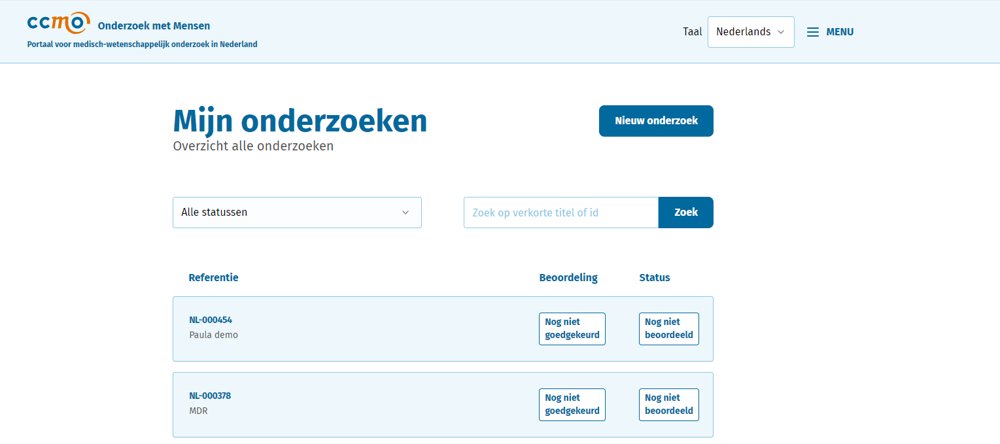 ccmo Onderzoek met Mensen
Portaal voor medisch-wetenschappelijk onderzoek in Nederland
Taal Nederlands MENU
Mijn onderzoeken
Nieuw onderzoek
Overzicht alle onderzoeken
Alle statussen
Zoek op verkorte titel of id
Zoek
Referentie Beoordeling Status
NL-000454
Paula demo
Nog niet
goedgekeurd
Nog niet
beoordeeld
NL-000378
MDR
Nog niet
goedgekeurd
Nog niet
beoordeeld